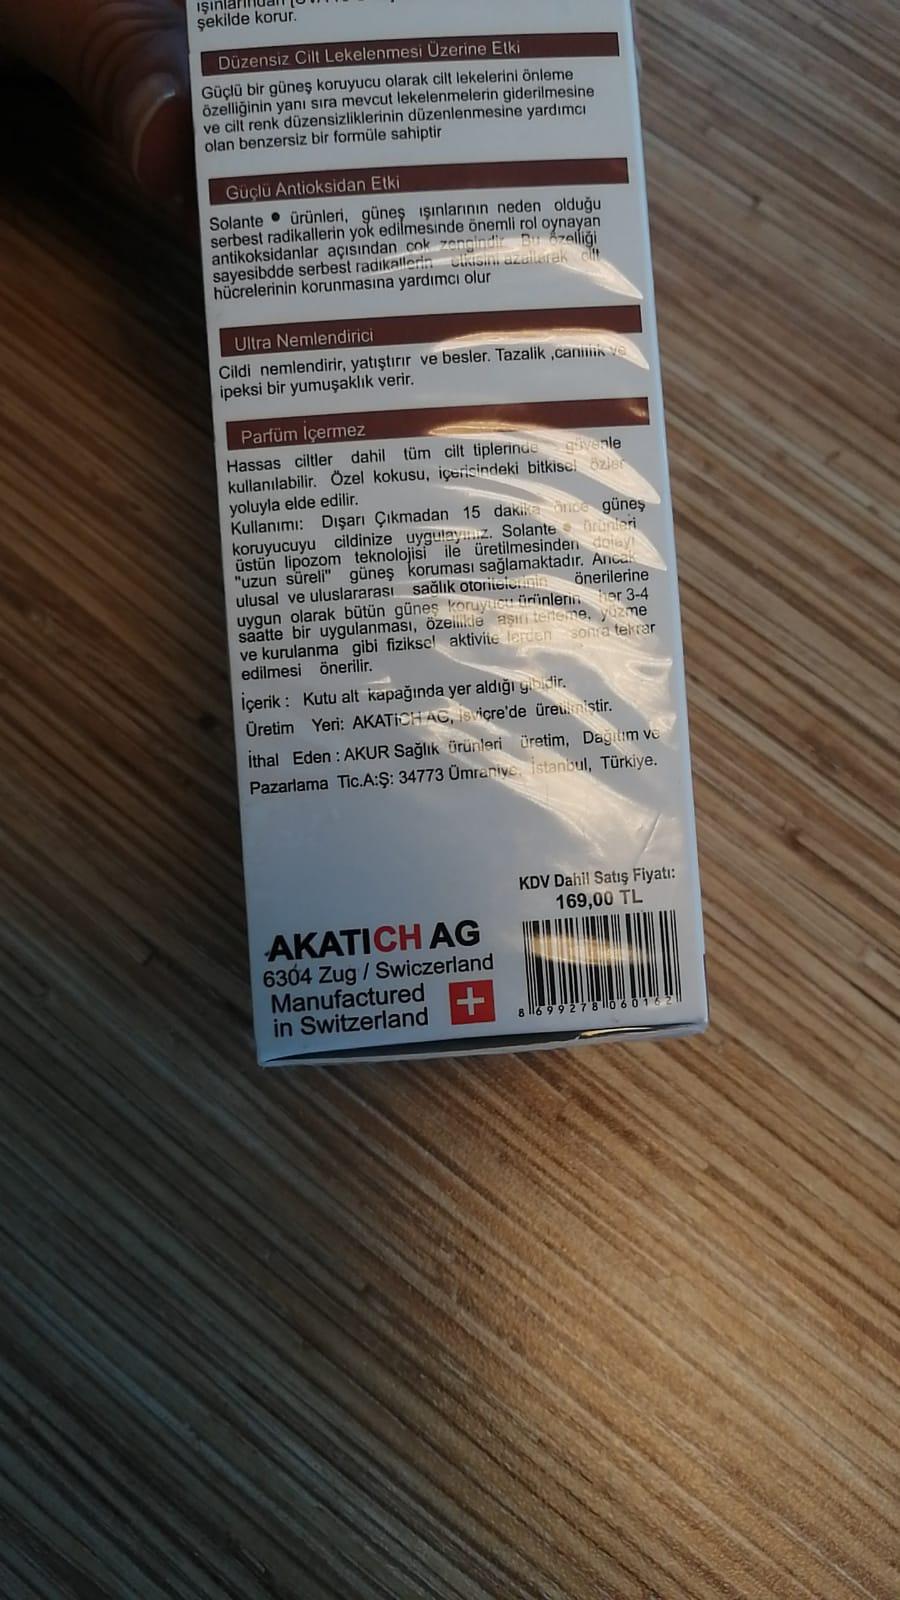 şekilde korur.
Düzensiz Cilt Lekelenmesi Üzerine Etki
Güçlü bir güneş koruyucu olarak cilt lekelerini önleme
özelliğinin yanı sıra mevcut lekelenmelerin giderilmesine
ve cilt renk düzensizliklerinin düzenlenmesine yardımcı
olan benzersiz bir formüle sahiptir
Güçlü Antioksidan Etki
Solante ● ürünleri, güneş ışınlarının neden olduğu
serbest radikallerin yok edilmesinde önemli rol oynayan
antikoksidanlar açısından çok zengindir. Bu özelliği
sayesibdde serbest radikallerin etkisini azaltarak cilt
hücrelerinin korunmasına yardımcı olur
Ultra Nemlendirici
Cildi nemlendirir, yatıştırır ve besler. Tazalik ,canlılık ve
ipeksi bir yumuşaklık verir.
Parfüm İçermez
Hassas ciltler dahil tüm cilt tiplerinde güvenle
kullanılabilir. Özel kokusu, içerisindeki bitkisel özler
yoluyla elde edilir.
Kullanımı: Dışarı Çıkmadan 15 dakika önce güneş
koruyucuyu cildinize uygulayınız. Solante ● ürünleri
üstün lipozom teknolojisi ile üretilmesinden dolayı
"uzun süreli" güneş koruması sağlamaktadır. Ancak
ulusal ve uluslararası sağlık otoritelerinin önerilerine
uygun olarak bütün güneş koruyucu ürünlerin her 3-4
saatte bir uygulanması, özellikle aşırı terleme, yüzme
ve kurulanma gibi fiziksel aktivite lerden sonra tekrar
edilmesi önerilir.
İçerik : Kutu alt kapağında yer aldığı gibidir.
Üretim Yeri: AKATİCH AG, İsviçre'de üretilmiştir.
İthal Eden : AKUR Sağlık ürünleri üretim, Dağıtım ve
Pazarlama Tic.A:Ş: 34773 Ümraniye, İstanbul, Türkiye.
KDV Dahil Satış Fiyatı:
169,00 TL
AKATICH AG
6304 Zug / Swiczerland
Manufactured
in Switzerland
8 699278 060162